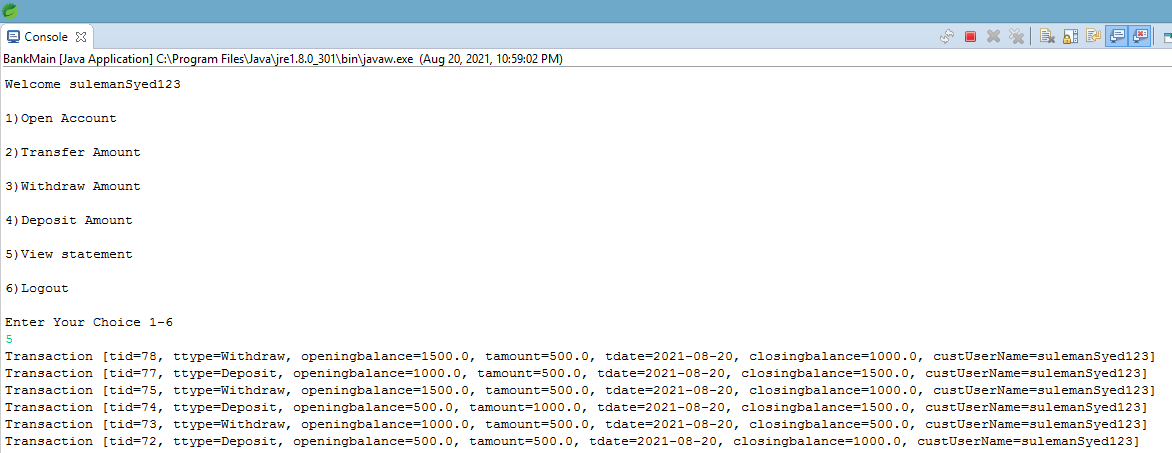 Console
BankMain [Java Application] C:\Program Files\Java\jre1.8.0_301\bin\javaw.exe (Aug 20, 2021, 10:59:02 PM)
Welcome sulemanSyed123
1)Open Account
2)Transfer Amount
3)Withdraw Amount
4)Deposit Amount
5)View statement
6)Logout
Enter Your Choice 1-6
5
Transaction [tid=78, ttype=Withdraw, openingbalance=1500.0, tamount=500.0, tdate=2021-08-20, closingbalance=1000.0, custUserName=sulemanSyed123]
Transaction [tid=77, ttype=Deposit, openingbalance=1000.0, tamount=500.0, tdate=2021-08-20, closingbalance=1500.0, custUserName=sulemanSyed123]
Transaction [tid=75, ttype=Withdraw, openingbalance=1500.0, tamount=500.0, tdate=2021-08-20, closingbalance=1000.0, custUserName=sulemanSyed123]
Transaction [tid=74, ttype=Deposit, openingbalance=500.0, tamount=1000.0, tdate=2021-08-20, closingbalance=1500.0, custUserName=sulemanSyed123]
Transaction [tid=73, ttype=Withdraw, openingbalance=1000.0, tamount=500.0, tdate=2021-08-20, closingbalance=500.0, custUserName=sulemanSyed123]
Transaction [tid=72, ttype=Deposit, openingbalance=500.0, tamount=500.0, tdate=2021-08-20, closingbalance=1000.0, custUserName=sulemanSyed123]